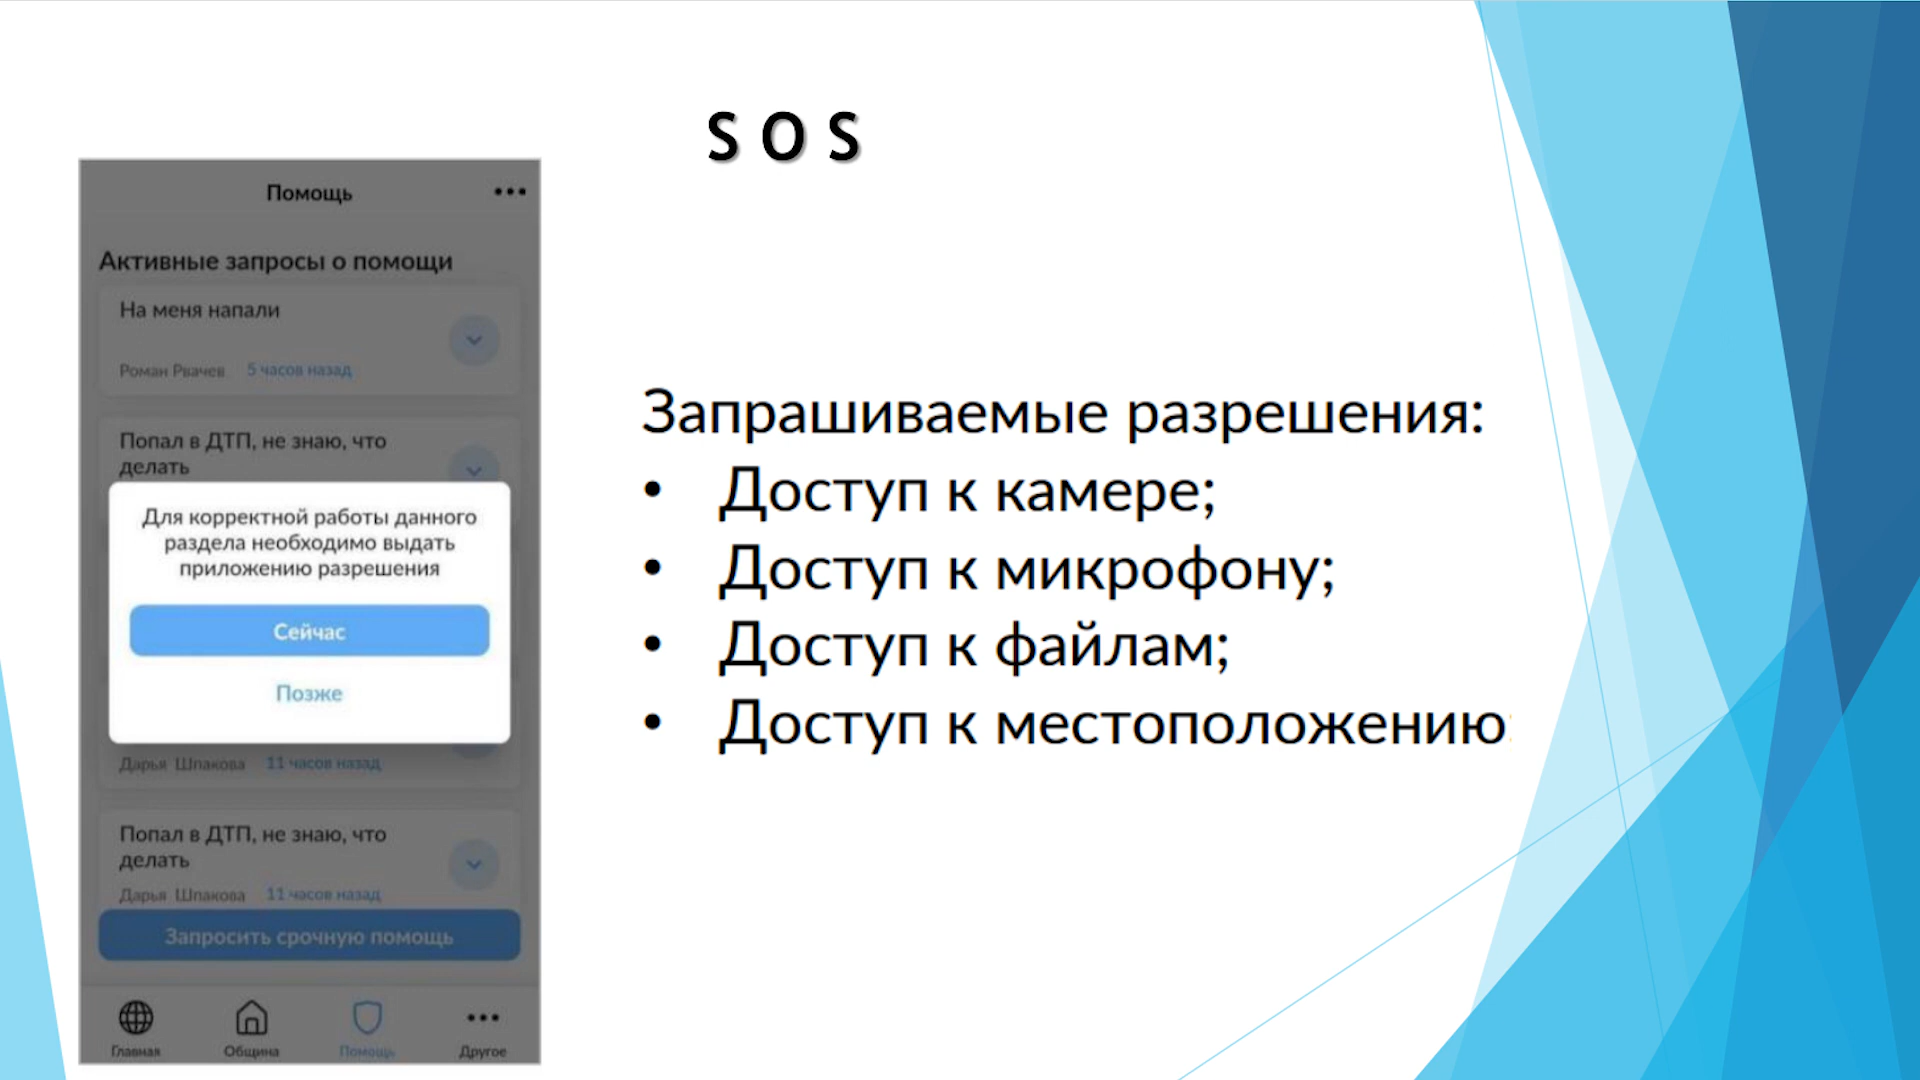 S O S
Помощь
Активные запросы о помощи
На меня напали
Роман Рвачев 5 часов назад
Попал в ДТП, не знаю, что
делать
Для корректной работы данного
раздела необходимо выдать
приложению разрешения
Сейчас
Позже
Дарья Шпакова 11 часов назад
Попал в ДТП, не знаю, что
делать
Дарья Шпакова 11 часов назад
Запросить срочную помощь
Главная Община Помощь Другое
Запрашиваемые разрешения:
• Доступ к камере;
• Доступ к микрофону;
• Доступ к файлам;
• Доступ к местоположению